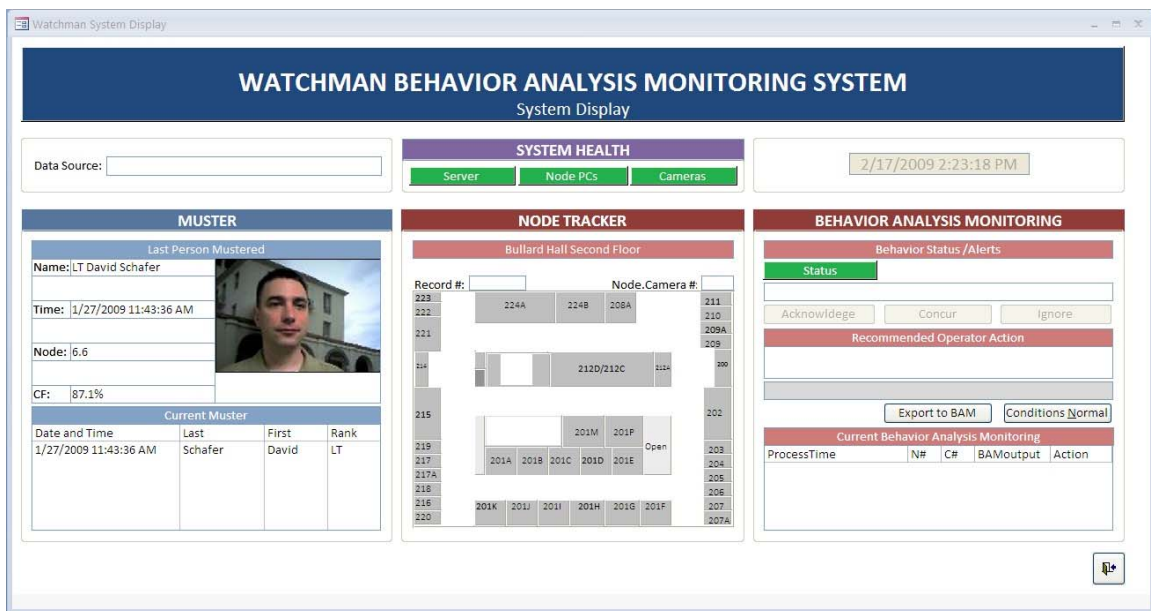 Watchman System Display
WATCHMAN BEHAVIOR ANALYSIS MONITORING SYSTEM
System Display
Data Source:
SYSTEM HEALTH
Server Node PCs Cameras
2/17/2009 2:23:18 PM
MUSTER
Last Person Mustered
Name: LT David Schafer
Time: 1/27/2009 11:43:36 AM
Node: 6.6
CF: 87.1%
Current Muster
Date and Time Last First Rank
1/27/2009 11:43:36 AM Schafer David LT
NODE TRACKER
Bullard Hall Second Floor
Record #: Node.Camera #:
223 224A 224B 208A 211
222 210
221 209A
209
214 212D/212C 212A 200
215 202
201M 201P
219 Open 203
217 201A 201B 201C 201D 201E 204
217A 205
218 206
216 201K 201J 201I 201H 201G 201F 207
220 207A
BEHAVIOR ANALYSIS MONITORING
Behavior Status /Alerts
Status
Acknowldege Concur Ignore
Recommended Operator Action
Export to BAM Conditions Normal
Current Behavior Analysis Monitoring
ProcessTime N# C# BAMoutput Action